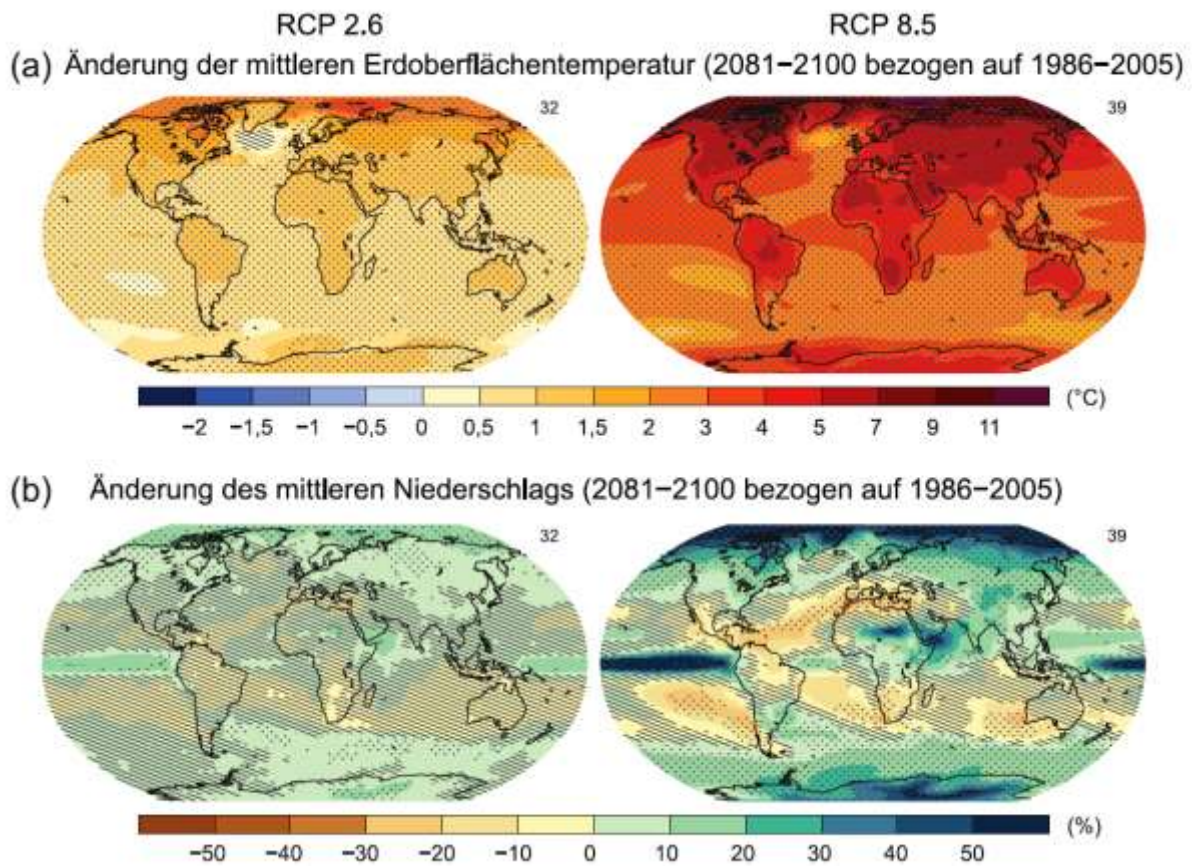 RCP 2.6 RCP 8.5
(a) Änderung der mittleren Erdoberflächentemperatur (2081−2100 bezogen auf 1986−2005)
32 39
(°C)
−2 −1,5 −1 −0,5 0 0,5 1 1,5 2 3 4 5 7 9 11
(b) Änderung des mittleren Niederschlags (2081−2100 bezogen auf 1986−2005)
32 39
(%)
−50 −40 −30 −20 −10 0 10 20 30 40 50